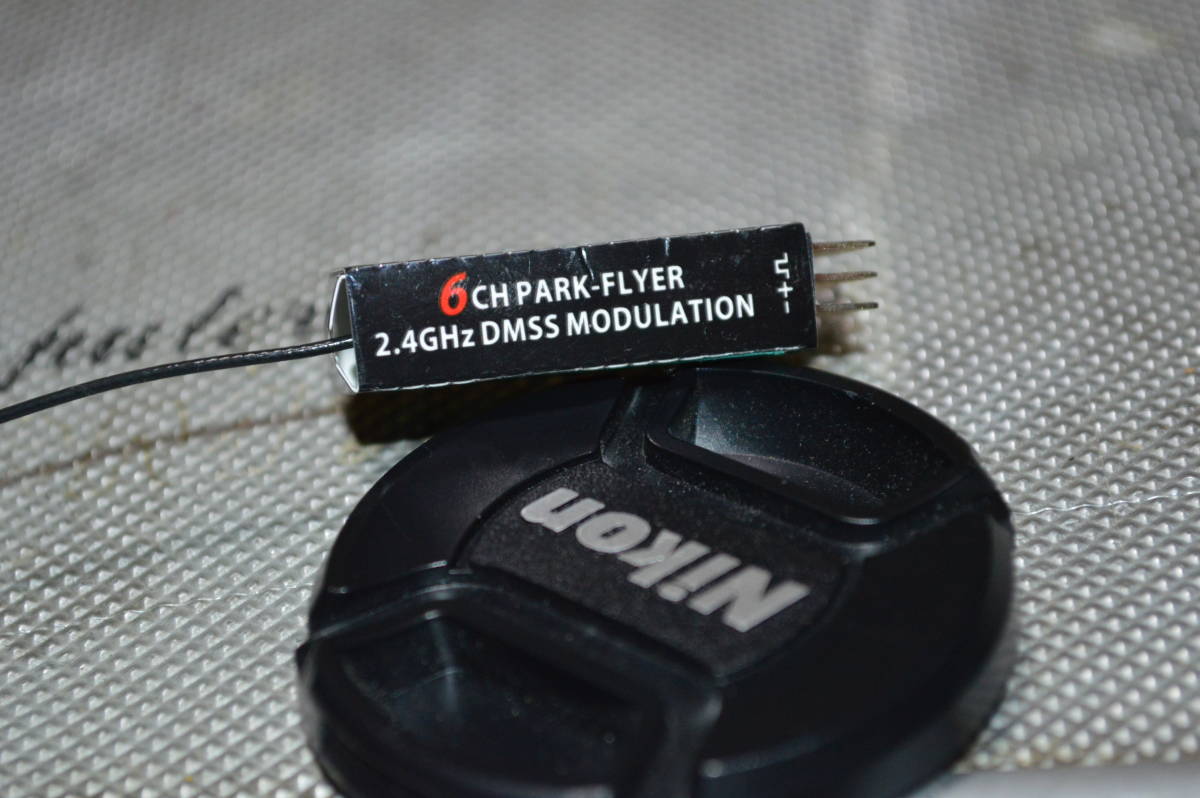 6CH PARK-FLYER
2.4GHz DMSS MODULATION
+ -
Nikon